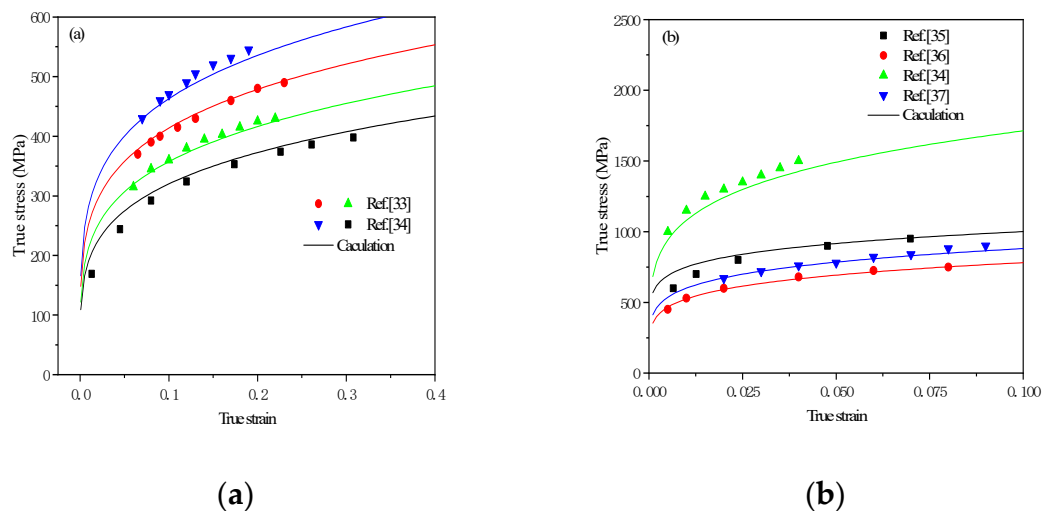 (a)
600
500
400
300
200
100
0
True stress (MPa)
Ref.[33]
Ref.[34]
Caculation
0.0 0.1 0.2 0.3 0.4
True strain
(a)
(b)
2500
2000
1500
1000
500
0
True stress (MPa)
Ref.[35]
Ref.[36]
Ref.[34]
Ref.[37]
Caculation
0.000 0.025 0.050 0.075 0.100
True strain
(b)